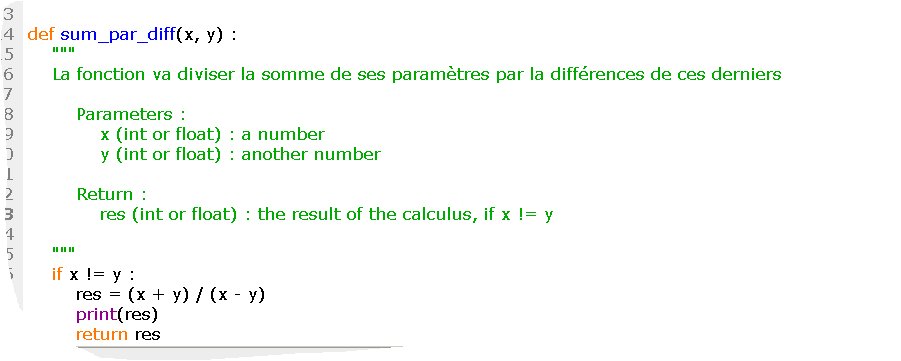 3
4 def sum_par_diff(x, y) :
5 """
6 La fonction va diviser la somme de ses paramètres par la différences de ces derniers
7
8 Parameters :
9 x (int or float) : a number
0 y (int or float) : another number
1
2 Return :
3 res (int or float) : the result of the calculus, if x != y
4
5 """
if x != y :
res = (x + y) / (x - y)
print(res)
return res